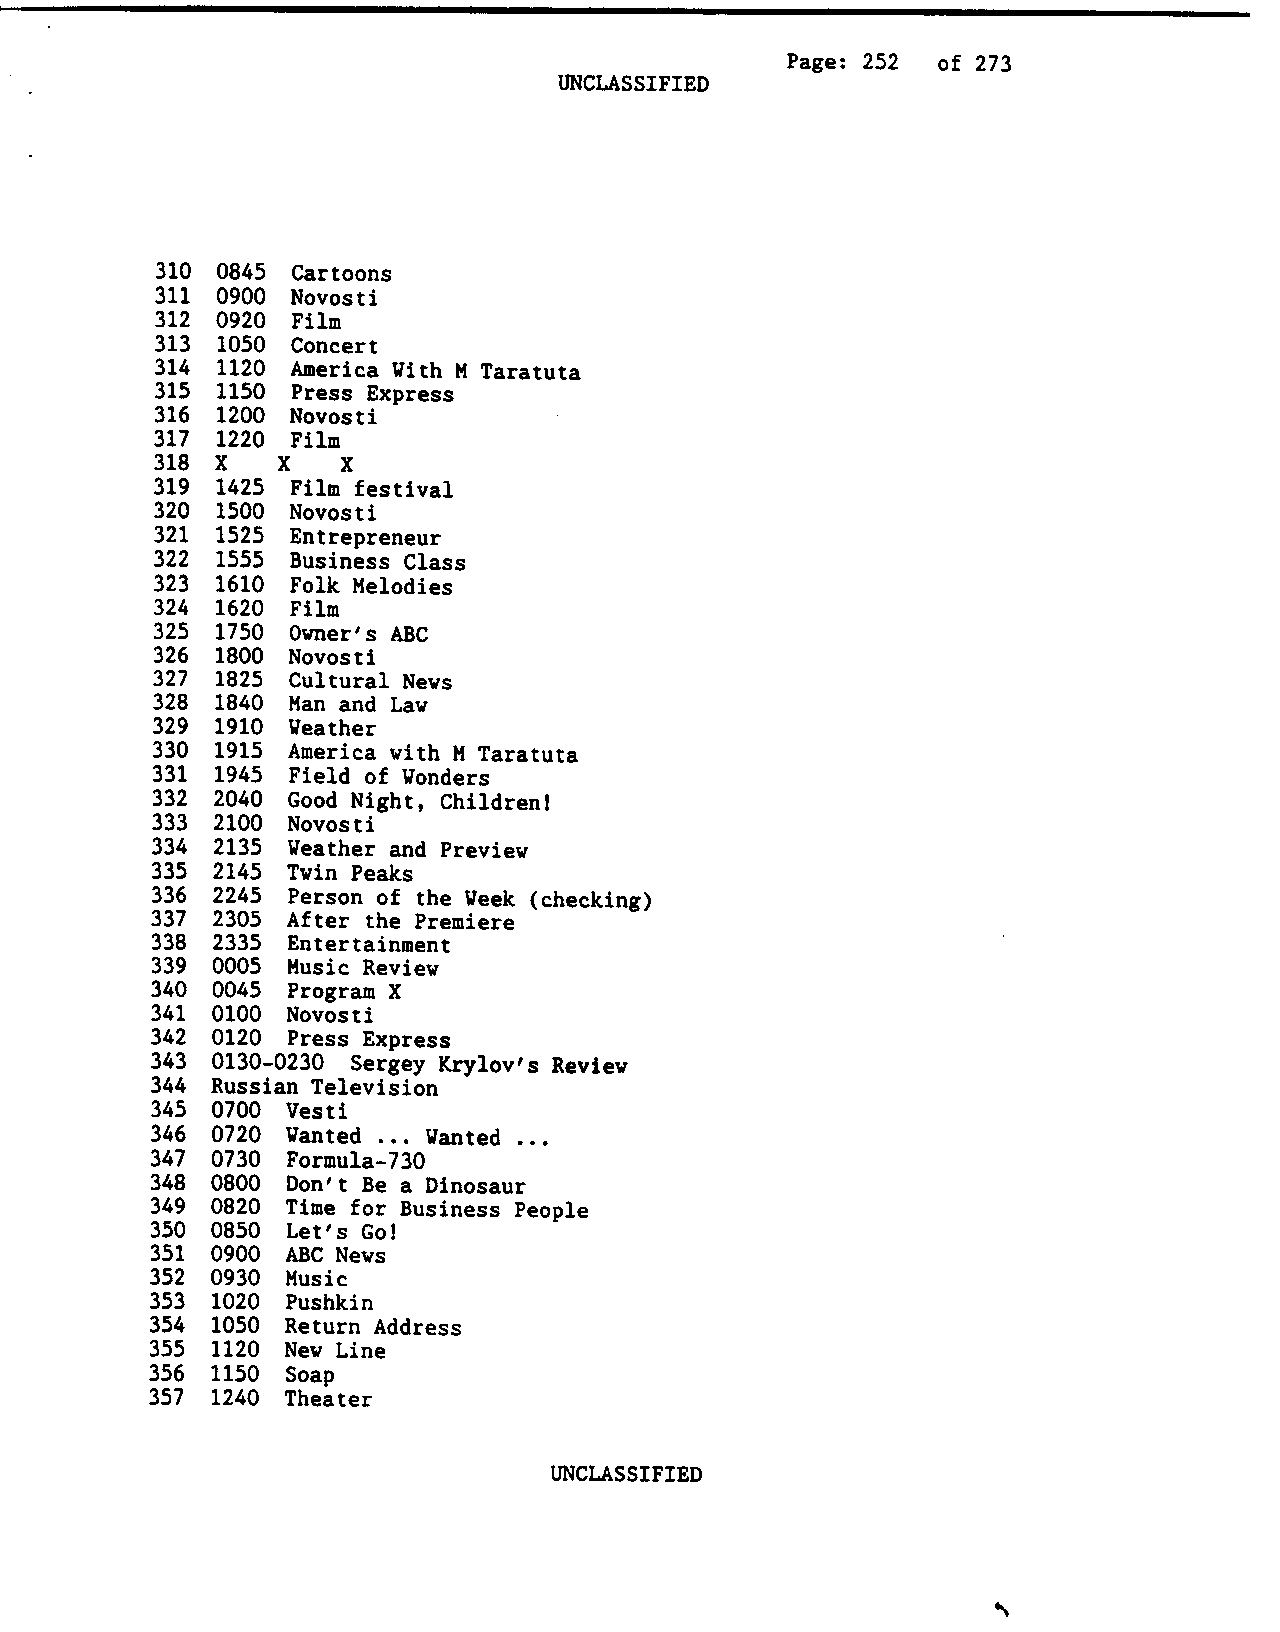 Page: 252 of 273
UNCLASSIFIED
310 0845 Cartoons
311 0900 Novosti
312 0920 Film
313 1050 Concert
314 1120 America With M Taratuta
315 1150 Press Express
316 1200 Novosti
317 1220 Film
318 X X X
319 1425 Film festival
320 1500 Novosti
321 1525 Entrepreneur
322 1555 Business Class
323 1610 Folk Melodies
324 1620 Film
325 1750 Owner's ABC
326 1800 Novosti
327 1825 Cultural News
328 1840 Man and Law
329 1910 Weather
330 1915 America with M Taratuta
331 1945 Field of Wonders
332 2040 Good Night, Children!
333 2100 Novosti
334 2135 Weather and Preview
335 2145 Twin Peaks
336 2245 Person of the Week (checking)
337 2305 After the Premiere
338 2335 Entertainment
339 0005 Music Review
340 0045 Program X
341 0100 Novosti
342 0120 Press Express
343 0130-0230 Sergey Krylov's Review
344 Russian Television
345 0700 Vesti
346 0720 Wanted ... Wanted ...
347 0730 Formula-730
348 0800 Don't Be a Dinosaur
349 0820 Time for Business People
350 0850 Let's Go!
351 0900 ABC News
352 0930 Music
353 1020 Pushkin
354 1050 Return Address
355 1120 New Line
356 1150 Soap
357 1240 Theater
UNCLASSIFIED